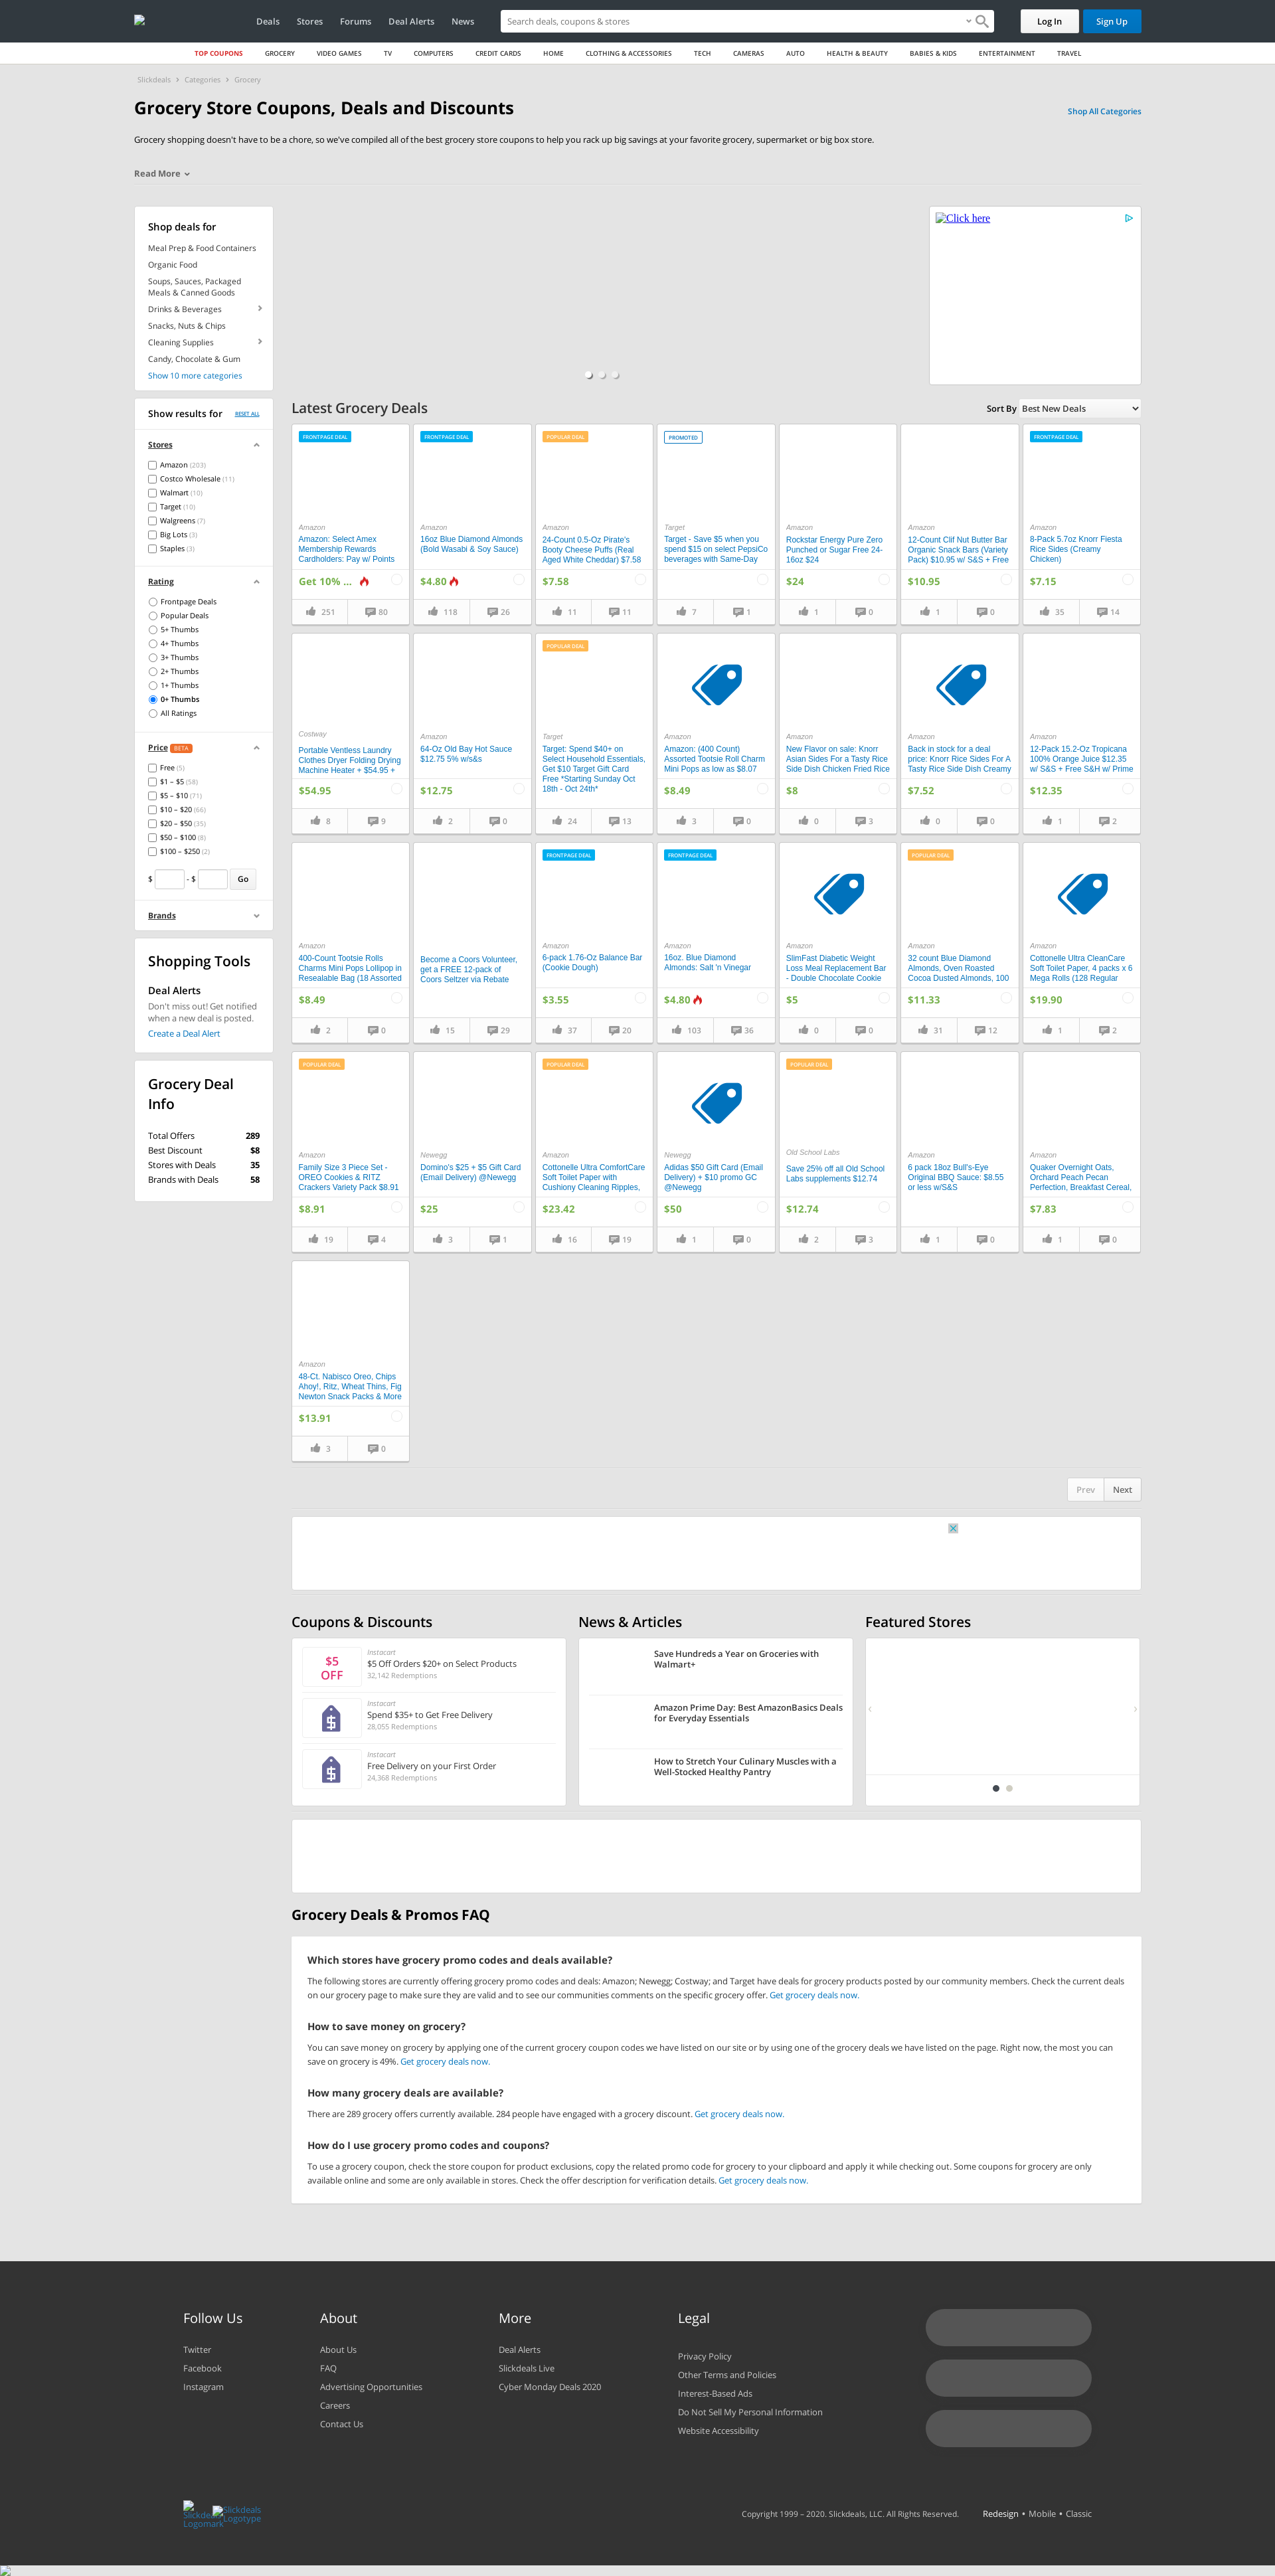 Deals Stores Forums Deal Alerts News Search deals, coupons & stores Log In Sign Up
TOP COUPONS GROCERY VIDEO GAMES TV COMPUTERS CREDIT CARDS HOME CLOTHING & ACCESSORIES TECH CAMERAS AUTO HEALTH & BEAUTY BABIES & KIDS ENTERTAINMENT TRAVEL
Slickdeals > Categories > Grocery
Grocery Store Coupons, Deals and Discounts
Shop All Categories
Grocery shopping doesn't have to be a chore, so we've compiled all of the best grocery store coupons to help you rack up big savings at your favorite grocery, supermarket or big box store.
Read More
Shop deals for
Meal Prep & Food Containers
Organic Food
Soups, Sauces, Packaged
Meals & Canned Goods
Drinks & Beverages
Snacks, Nuts & Chips
Cleaning Supplies
Candy, Chocolate & Gum
Show 10 more categories
Click here
Show results for RESET ALL
Stores
Amazon (203)
Costco Wholesale (11)
Walmart (10)
Target (10)
Walgreens (7)
Big Lots (3)
Staples (3)
Rating
Frontpage Deals
Popular Deals
5+ Thumbs
4+ Thumbs
3+ Thumbs
2+ Thumbs
1+ Thumbs
0+ Thumbs
All Ratings
Price BETA
Free (5)
$1 – $5 (58)
$5 – $10 (71)
$10 – $20 (66)
$20 – $50 (35)
$50 – $100 (8)
$100 – $250 (2)
$ - $ Go
Brands
Shopping Tools
Deal Alerts
Don't miss out! Get notified
when a new deal is posted.
Create a Deal Alert
Grocery Deal
Info
Total Offers 289
Best Discount $8
Stores with Deals 35
Brands with Deals 58
Latest Grocery Deals
Sort By Best New Deals
FRONTPAGE DEAL
Amazon
Amazon: Select Amex
Membership Rewards
Cardholders: Pay w/ Points
Get 10% ...
251 80
FRONTPAGE DEAL
Amazon
16oz Blue Diamond Almonds
(Bold Wasabi & Soy Sauce)
$4.80
118 26
POPULAR DEAL
Amazon
24-Count 0.5-Oz Pirate's
Booty Cheese Puffs (Real
Aged White Cheddar) $7.58
$7.58
11 11
PROMOTED
Target
Target - Save $5 when you
spend $15 on select PepsiCo
beverages with Same-Day
7 1
Amazon
Rockstar Energy Pure Zero
Punched or Sugar Free 24-
16oz $24
$24
1 0
Amazon
12-Count Clif Nut Butter Bar
Organic Snack Bars (Variety
Pack) $10.95 w/ S&S + Free
$10.95
1 0
FRONTPAGE DEAL
Amazon
8-Pack 5.7oz Knorr Fiesta
Rice Sides (Creamy
Chicken)
$7.15
35 14
Costway
Portable Ventless Laundry
Clothes Dryer Folding Drying
Machine Heater + $54.95 +
$54.95
8 9
Amazon
64-Oz Old Bay Hot Sauce
$12.75 5% w/s&s
$12.75
2 0
POPULAR DEAL
Target
Target: Spend $40+ on
Select Household Essentials,
Get $10 Target Gift Card
Free *Starting Sunday Oct
18th - Oct 24th*
24 13
Amazon
Amazon: (400 Count)
Assorted Tootsie Roll Charm
Mini Pops as low as $8.07
$8.49
3 0
Amazon
New Flavor on sale: Knorr
Asian Sides For a Tasty Rice
Side Dish Chicken Fried Rice
$8
0 3
Amazon
Back in stock for a deal
price: Knorr Rice Sides For A
Tasty Rice Side Dish Creamy
$7.52
0 0
Amazon
12-Pack 15.2-Oz Tropicana
100% Orange Juice $12.35
w/ S&S + Free S&H w/ Prime
$12.35
1 2
Amazon
400-Count Tootsie Rolls
Charms Mini Pops Lollipop in
Resealable Bag (18 Assorted
$8.49
2 0
Become a Coors Volunteer,
get a FREE 12-pack of
Coors Seltzer via Rebate
15 29
FRONTPAGE DEAL
Amazon
6-pack 1.76-Oz Balance Bar
(Cookie Dough)
$3.55
37 20
FRONTPAGE DEAL
Amazon
16oz. Blue Diamond
Almonds: Salt 'n Vinegar
$4.80
103 36
Amazon
SlimFast Diabetic Weight
Loss Meal Replacement Bar
- Double Chocolate Cookie
$5
0 0
POPULAR DEAL
Amazon
32 count Blue Diamond
Almonds, Oven Roasted
Cocoa Dusted Almonds, 100
$11.33
31 12
Amazon
Cottonelle Ultra CleanCare
Soft Toilet Paper, 4 packs x 6
Mega Rolls (128 Regular
$19.90
1 2
POPULAR DEAL
Amazon
Family Size 3 Piece Set -
OREO Cookies & RITZ
Crackers Variety Pack $8.91
$8.91
19 4
Newegg
Domino's $25 + $5 Gift Card
(Email Delivery) @Newegg
$25
3 1
POPULAR DEAL
Amazon
Cottonelle Ultra ComfortCare
Soft Toilet Paper with
Cushiony Cleaning Ripples,
$23.42
16 19
Newegg
Adidas $50 Gift Card (Email
Delivery) + $10 promo GC
@Newegg
$50
1 0
POPULAR DEAL
Old School Labs
Save 25% off all Old School
Labs supplements $12.74
$12.74
2 3
Amazon
6 pack 18oz Bull's-Eye
Original BBQ Sauce: $8.55
or less w/S&S
1 0
Amazon
Quaker Overnight Oats,
Orchard Peach Pecan
Perfection, Breakfast Cereal,
$7.83
1 0
Amazon
48-Ct. Nabisco Oreo, Chips
Ahoy!, Ritz, Wheat Thins, Fig
Newton Snack Packs & More
$13.91
3 0
Prev Next
Coupons & Discounts
$5
OFF
Instacart
$5 Off Orders $20+ on Select Products
32,142 Redemptions
Instacart
Spend $35+ to Get Free Delivery
28,055 Redemptions
Instacart
Free Delivery on your First Order
24,368 Redemptions
News & Articles
Save Hundreds a Year on Groceries with
Walmart+
Amazon Prime Day: Best AmazonBasics Deals
for Everyday Essentials
How to Stretch Your Culinary Muscles with a
Well-Stocked Healthy Pantry
Featured Stores
Grocery Deals & Promos FAQ
Which stores have grocery promo codes and deals available?
The following stores are currently offering grocery promo codes and deals: Amazon; Newegg; Costway; and Target have deals for grocery products posted by our community members. Check the current deals
on our grocery page to make sure they are valid and to see our communities comments on the specific grocery offer. Get grocery deals now.
How to save money on grocery?
You can save money on grocery by applying one of the current grocery coupon codes we have listed on our site or by using one of the grocery deals we have listed on the page. Right now, the most you can
save on grocery is 49%. Get grocery deals now.
How many grocery deals are available?
There are 289 grocery offers currently available. 284 people have engaged with a grocery discount. Get grocery deals now.
How do I use grocery promo codes and coupons?
To use a grocery coupon, check the store coupon for product exclusions, copy the related promo code for grocery to your clipboard and apply it while checking out. Some coupons for grocery are only
available online and some are only available in stores. Check the offer description for verification details. Get grocery deals now.
Follow Us
Twitter
Facebook
Instagram
About
About Us
FAQ
Advertising Opportunities
Careers
Contact Us
More
Deal Alerts
Slickdeals Live
Cyber Monday Deals 2020
Legal
Privacy Policy
Other Terms and Policies
Interest-Based Ads
Do Not Sell My Personal Information
Website Accessibility
Slickdeals
Logomark
Slickdeals
Logotype
Copyright 1999 – 2020. Slickdeals, LLC. All Rights Reserved. Redesign • Mobile • Classic